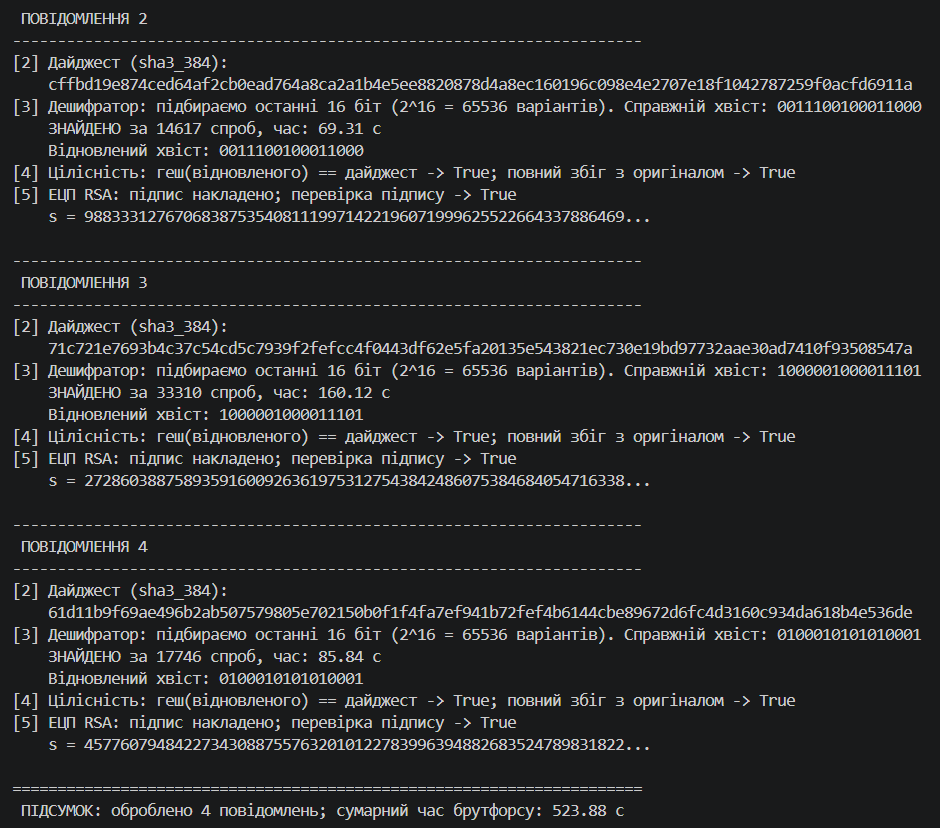 ПОВІДОМЛЕННЯ 2
----------------------------------------------------------------------
[2] Дайджест (sha3_384):
cffbd19e874ced64af2cb0ead764a8ca2a1b4e5ee8820878d4a8ec160196c098e4e2707e18f1042787259f0acfd6911a
[3] Дешифратор: підбираємо останні 16 біт (2^16 = 65536 варіантів). Справжній хвіст: 0011100100011000
ЗНАЙДЕНО за 14617 спроб, час: 69.31 с
Відновлений хвіст: 0011100100011000
[4] Цілісність: геш(відновленого) == дайджест -> True; повний збіг з оригіналом -> True
[5] ЕЦП RSA: підпис накладено; перевірка підпису -> True
s = 988333127670683875354081119971422196071999625522664337886469...
----------------------------------------------------------------------
ПОВІДОМЛЕННЯ 3
----------------------------------------------------------------------
[2] Дайджест (sha3_384):
71c721e7693b4c37c54cd5c7939f2fefcc4f0443df62e5fa20135e543821ec730e19bd97732aae30ad7410f93508547a
[3] Дешифратор: підбираємо останні 16 біт (2^16 = 65536 варіантів). Справжній хвіст: 1000001000011101
ЗНАЙДЕНО за 33310 спроб, час: 160.12 с
Відновлений хвіст: 1000001000011101
[4] Цілісність: геш(відновленого) == дайджест -> True; повний збіг з оригіналом -> True
[5] ЕЦП RSA: підпис накладено; перевірка підпису -> True
s = 272860388758935916009263619753127543842486075384684054716338...
----------------------------------------------------------------------
ПОВІДОМЛЕННЯ 4
----------------------------------------------------------------------
[2] Дайджест (sha3_384):
61d11b9f69ae496b2ab507579805e702150b0f1f4fa7ef941b72fef4b6144cbe89672d6fc4d3160c934da618b4e536de
[3] Дешифратор: підбираємо останні 16 біт (2^16 = 65536 варіантів). Справжній хвіст: 0100010101010001
ЗНАЙДЕНО за 17746 спроб, час: 85.84 с
Відновлений хвіст: 0100010101010001
[4] Цілісність: геш(відновленого) == дайджест -> True; повний збіг з оригіналом -> True
[5] ЕЦП RSA: підпис накладено; перевірка підпису -> True
s = 457760794842273430887557632010122783996394882683524789831822...
======================================================================
ПІДСУМОК: оброблено 4 повідомлень; сумарний час брутфорсу: 523.88 с